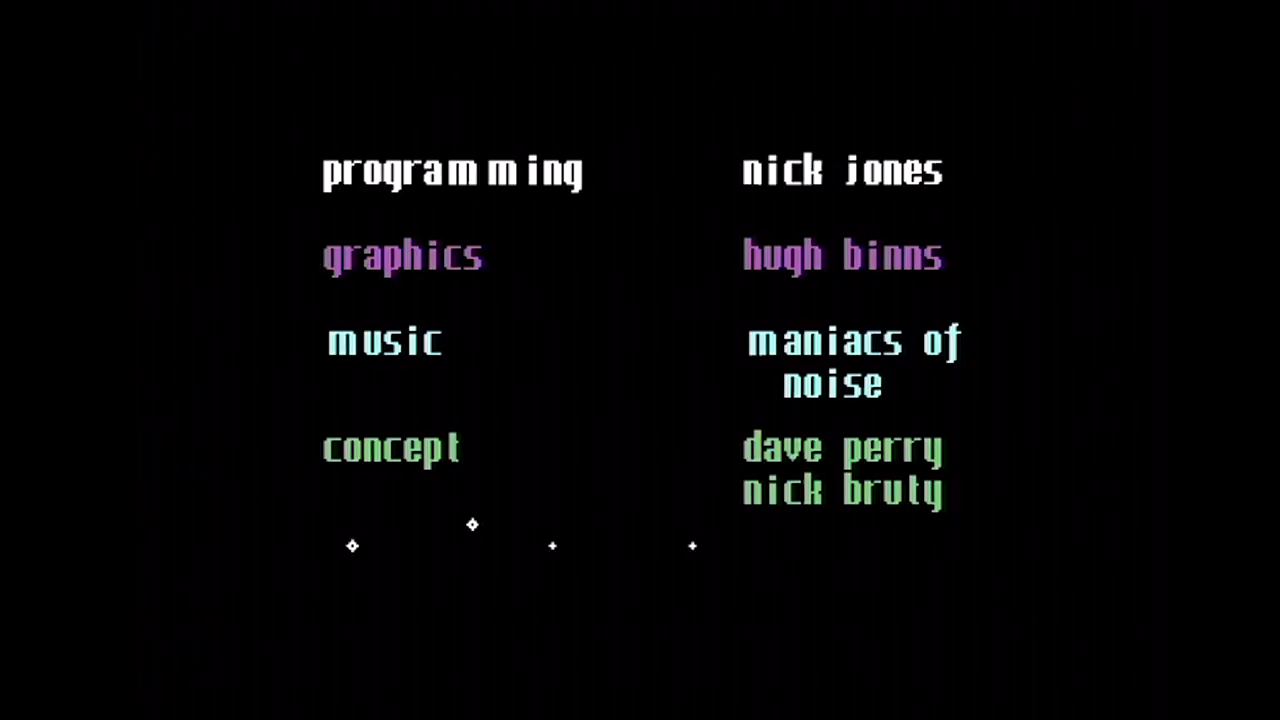 programming nick jones
graphics hugh binns
music maniacs of
noise
concept dave perry
nick bruty